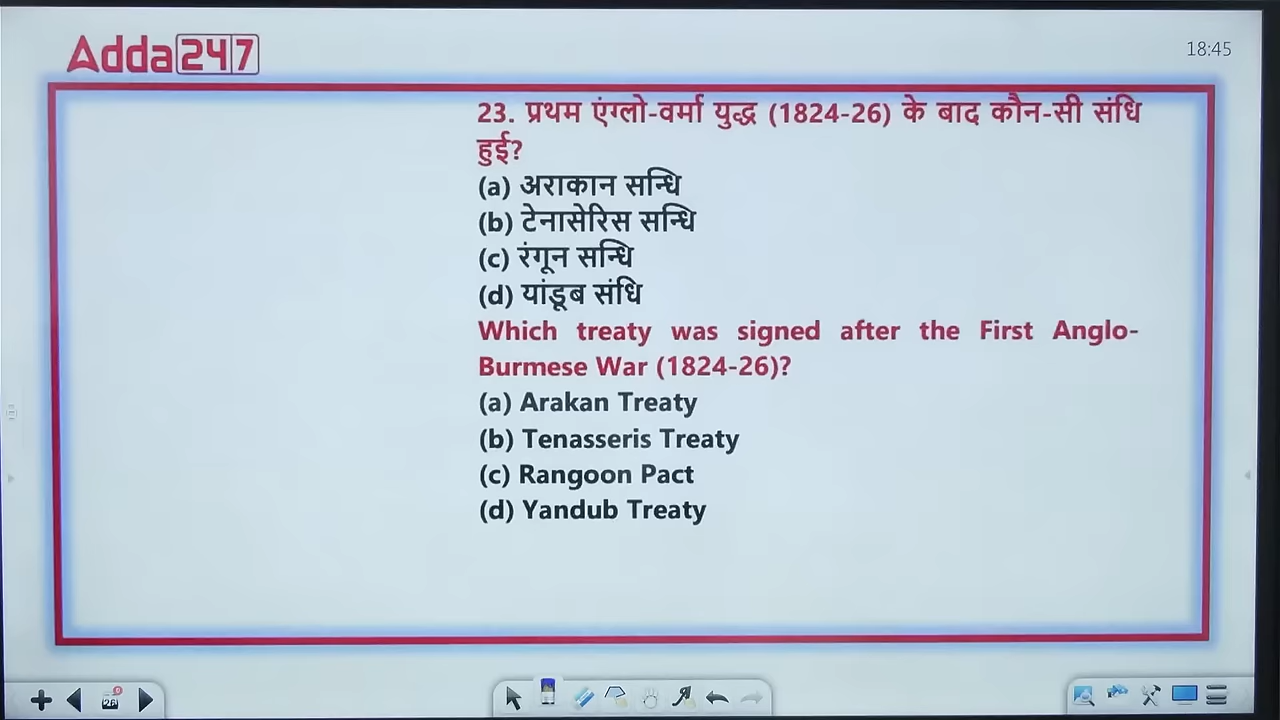 Adda247
18:45
23. प्रथम एंग्लो-वर्मा युद्ध (1824-26) के बाद कौन-सी संधि
हुई?
(a) अराकान सन्धि
(b) टेनासेरिस सन्धि
(c) रंगून सन्धि
(d) यांडूब संधि
Which treaty was signed after the First Anglo-
Burmese War (1824-26)?
(a) Arakan Treaty
(b) Tenasseris Treaty
(c) Rangoon Pact
(d) Yandub Treaty